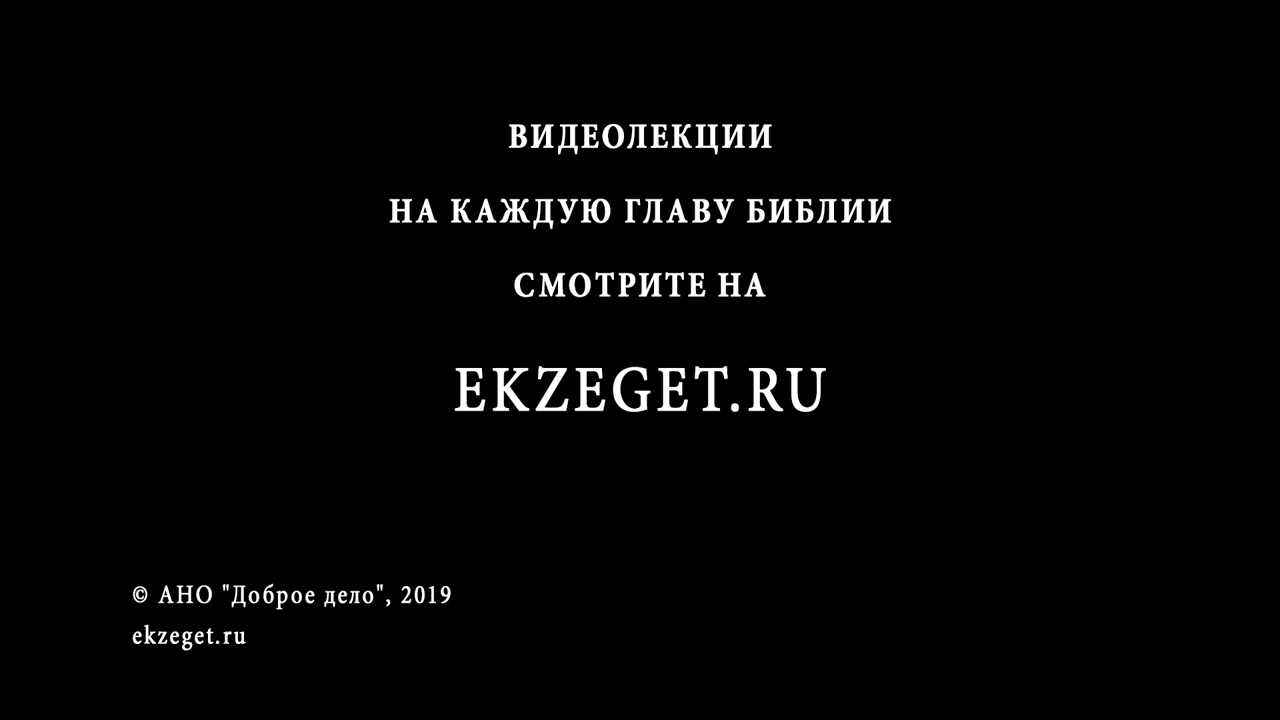 ВИДЕОЛЕКЦИИ
НА КАЖДУЮ ГЛАВУ БИБЛИИ
СМОТРИТЕ НА
EKZEGET.RU
© АНО "Доброе дело", 2019
ekzeget.ru